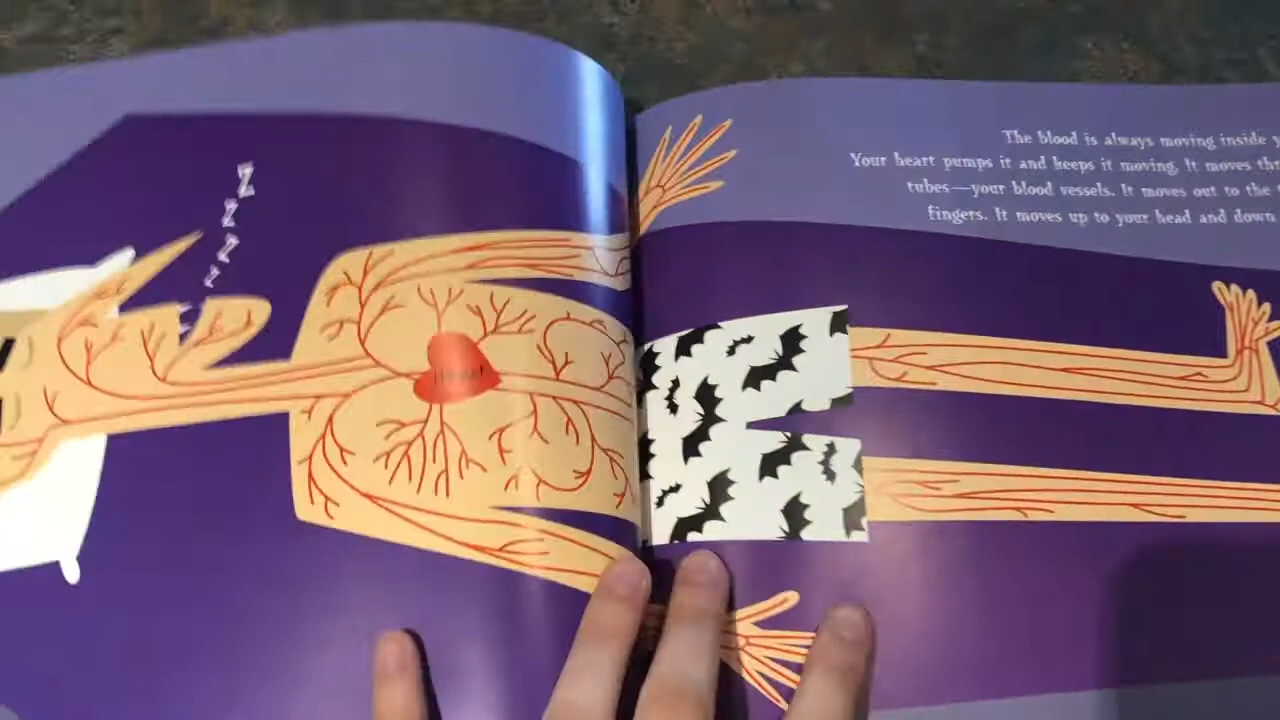 Z
Z
Z
Z
The blood is always moving inside
Your heart pumps it and keeps it moving. It moves
tubes—your blood vessels. It moves out to the
fingers. It moves up to your head and down